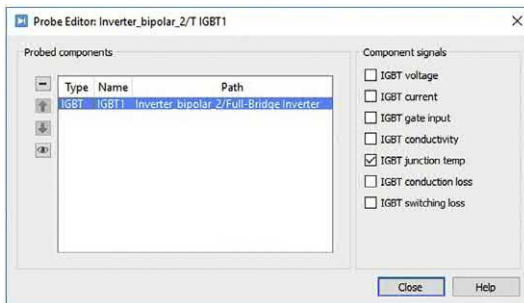 Probe Editor: Inverter_bipolar_2/T IGBT1
Probed components
Type Name Path
IGBT IGBT1 Inverter_bipolar_2/Full-Bridge Inverter
Component signals
IGBT voltage
IGBT current
IGBT gate input
IGBT conductivity
IGBT junction temp
IGBT conduction loss
IGBT switching loss
Close Help